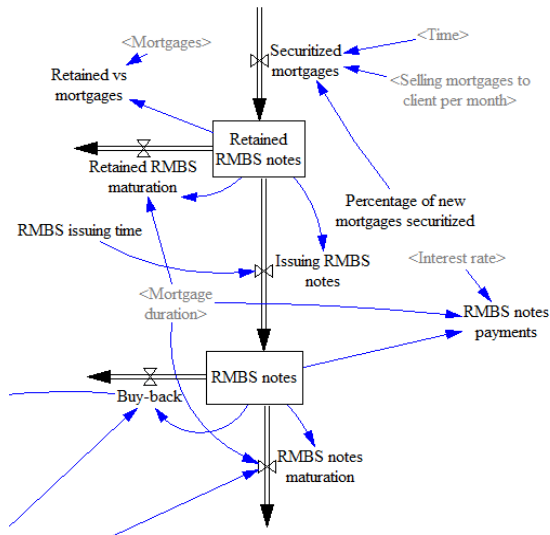 <Mortgages>
<Time>
Securitized
mortgages
Retained vs
mortgages
<Selling mortgages to
client per month>
Retained
RMBS notes
Retained RMBS
maturation
Percentage of new
mortgages securitized
RMBS issuing time
Issuing RMBS
notes
<Interest rate>
<Mortgage
duration>
RMBS notes
payments
RMBS notes
Buy-back
RMBS notes
maturation